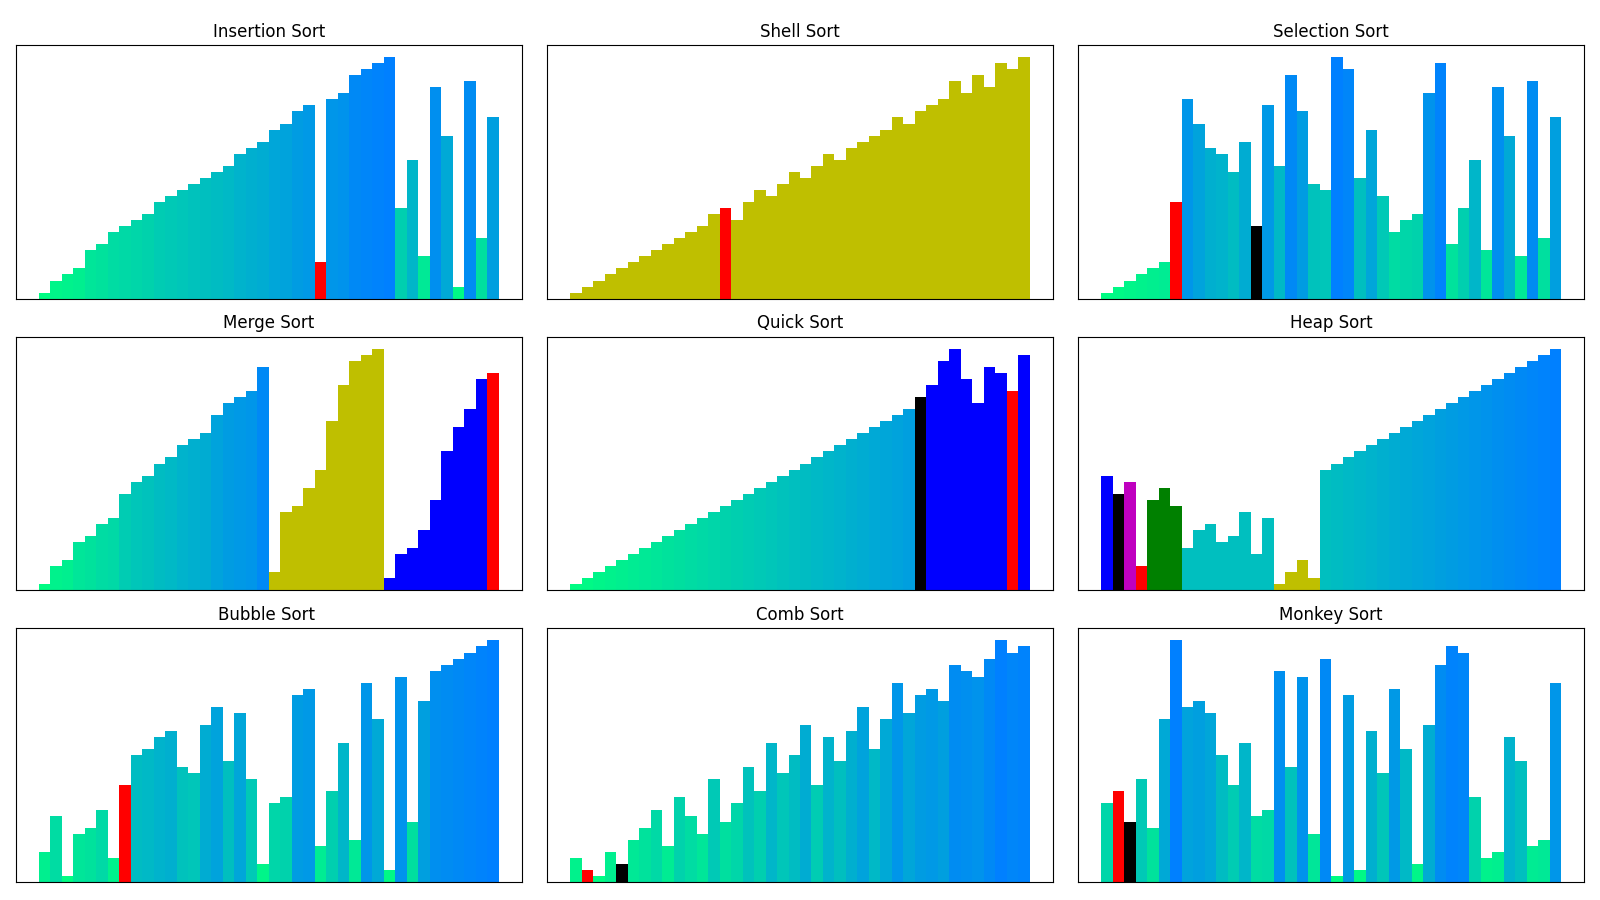 Insertion Sort
Shell Sort
Selection Sort
Merge Sort
Quick Sort
Heap Sort
Bubble Sort
Comb Sort
Monkey Sort